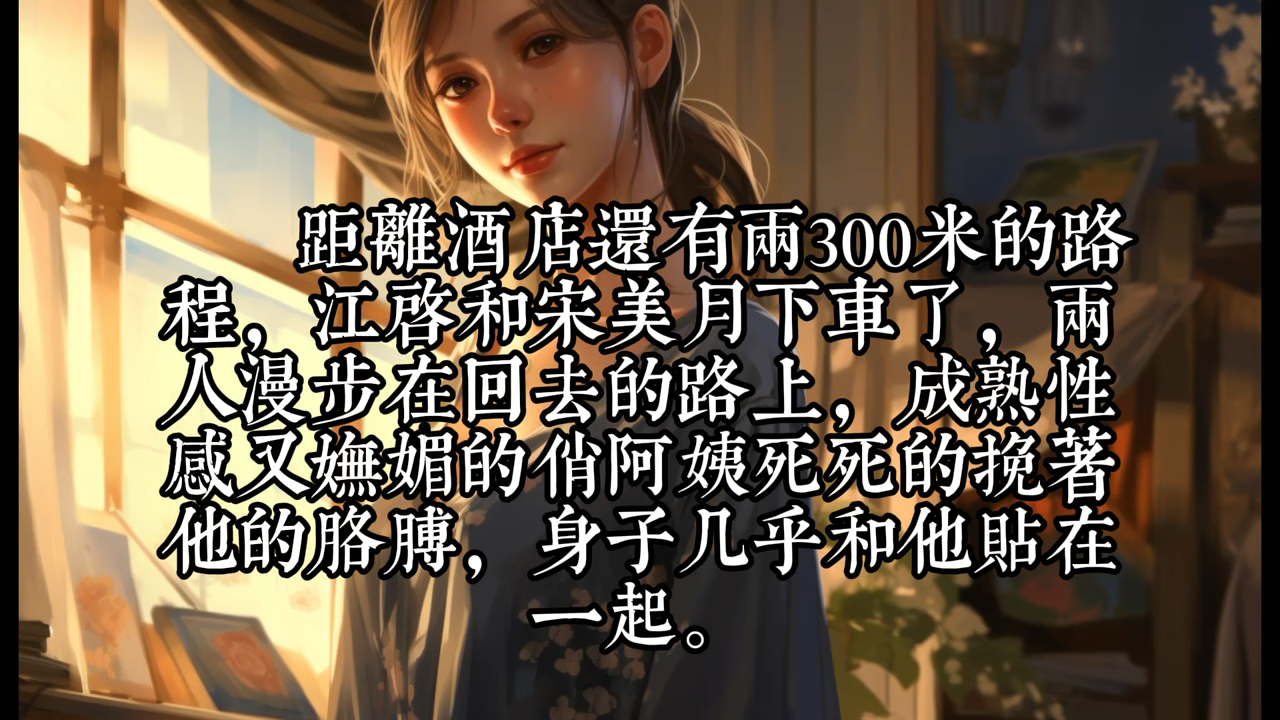 距離酒店還有兩300米的路
程，江啓和宋美月下車了，兩
人漫步在回去的路上，成熟性
感又嫵媚的俏阿姨死死的挽著
他的胳膊，身子几乎和他貼在
一起。